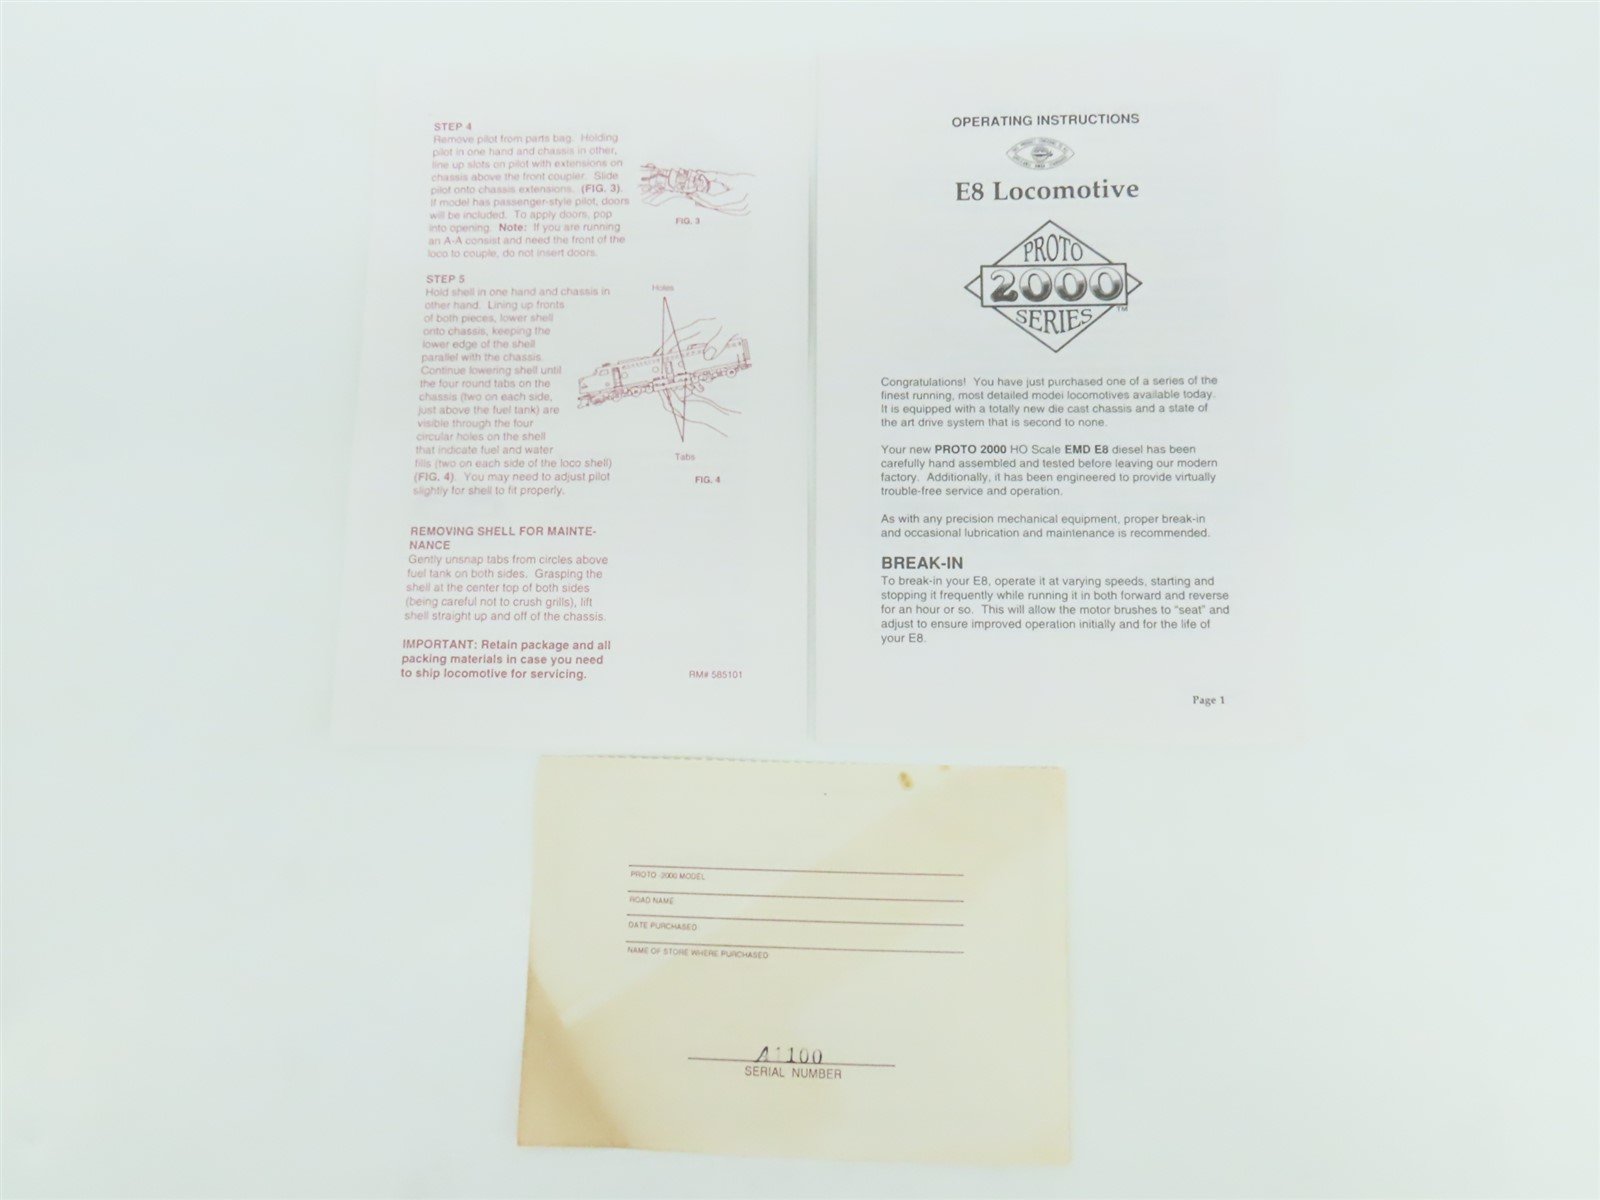 STEP 4
Remove pilot from parts bag. Holding
pilot in one hand and chassis in other,
line up slots on pilot with extensions on
chassis above the front coupler. Slide
pilot onto chassis extensions. (FIG. 3).
If model has passenger-style pilot, doors
will be included. To apply doors, pop
into opening. Note: If you are running
an A-A consist and need the front of the
loco to couple, do not insert doors.
FIG. 3
STEP 5
Hold shell in one hand and chassis in
other hand. Lining up fronts
of both pieces, lower shell
onto chassis, keeping the
lower edge of the shell
parallel with the chassis.
Continue lowering shell until
the four round tabs on the
chassis (two on each side,
just above the fuel tank) are
visible through the four
circular holes on the shell
that indicate fuel and water
fills (two on each side of the loco shell)
(FIG. 4). You may need to adjust pilot
slightly for shell to fit properly.
Holes
Tabs
FIG. 4
REMOVING SHELL FOR MAINTE-
NANCE
Gently unsnap tabs from circles above
fuel tank on both sides. Grasping the
shell at the center top of both sides
(being careful not to crush grills), lift
shell straight up and off of the chassis.
IMPORTANT: Retain package and all
packing materials in case you need
to ship locomotive for servicing.
RM# 585101
OPERATING INSTRUCTIONS
E8 Locomotive
PROTO
2000
SERIES
TM
Congratulations! You have just purchased one of a series of the
finest running, most detailed model locomotives available today.
It is equipped with a totally new die cast chassis and a state of
the art drive system that is second to none.
Your new PROTO 2000 HO Scale EMD E8 diesel has been
carefully hand assembled and tested before leaving our modern
factory. Additionally, it has been engineered to provide virtually
trouble-free service and operation.
As with any precision mechanical equipment, proper break-in
and occasional lubrication and maintenance is recommended.
BREAK-IN
To break-in your E8, operate it at varying speeds, starting and
stopping it frequently while running it in both forward and reverse
for an hour or so. This will allow the motor brushes to "seat" and
adjust to ensure improved operation initially and for the life of
your E8.
Page 1
PROTO 2000 MODEL
ROAD NAME
DATE PURCHASED
NAME OF STORE WHERE PURCHASED
A1100
SERIAL NUMBER